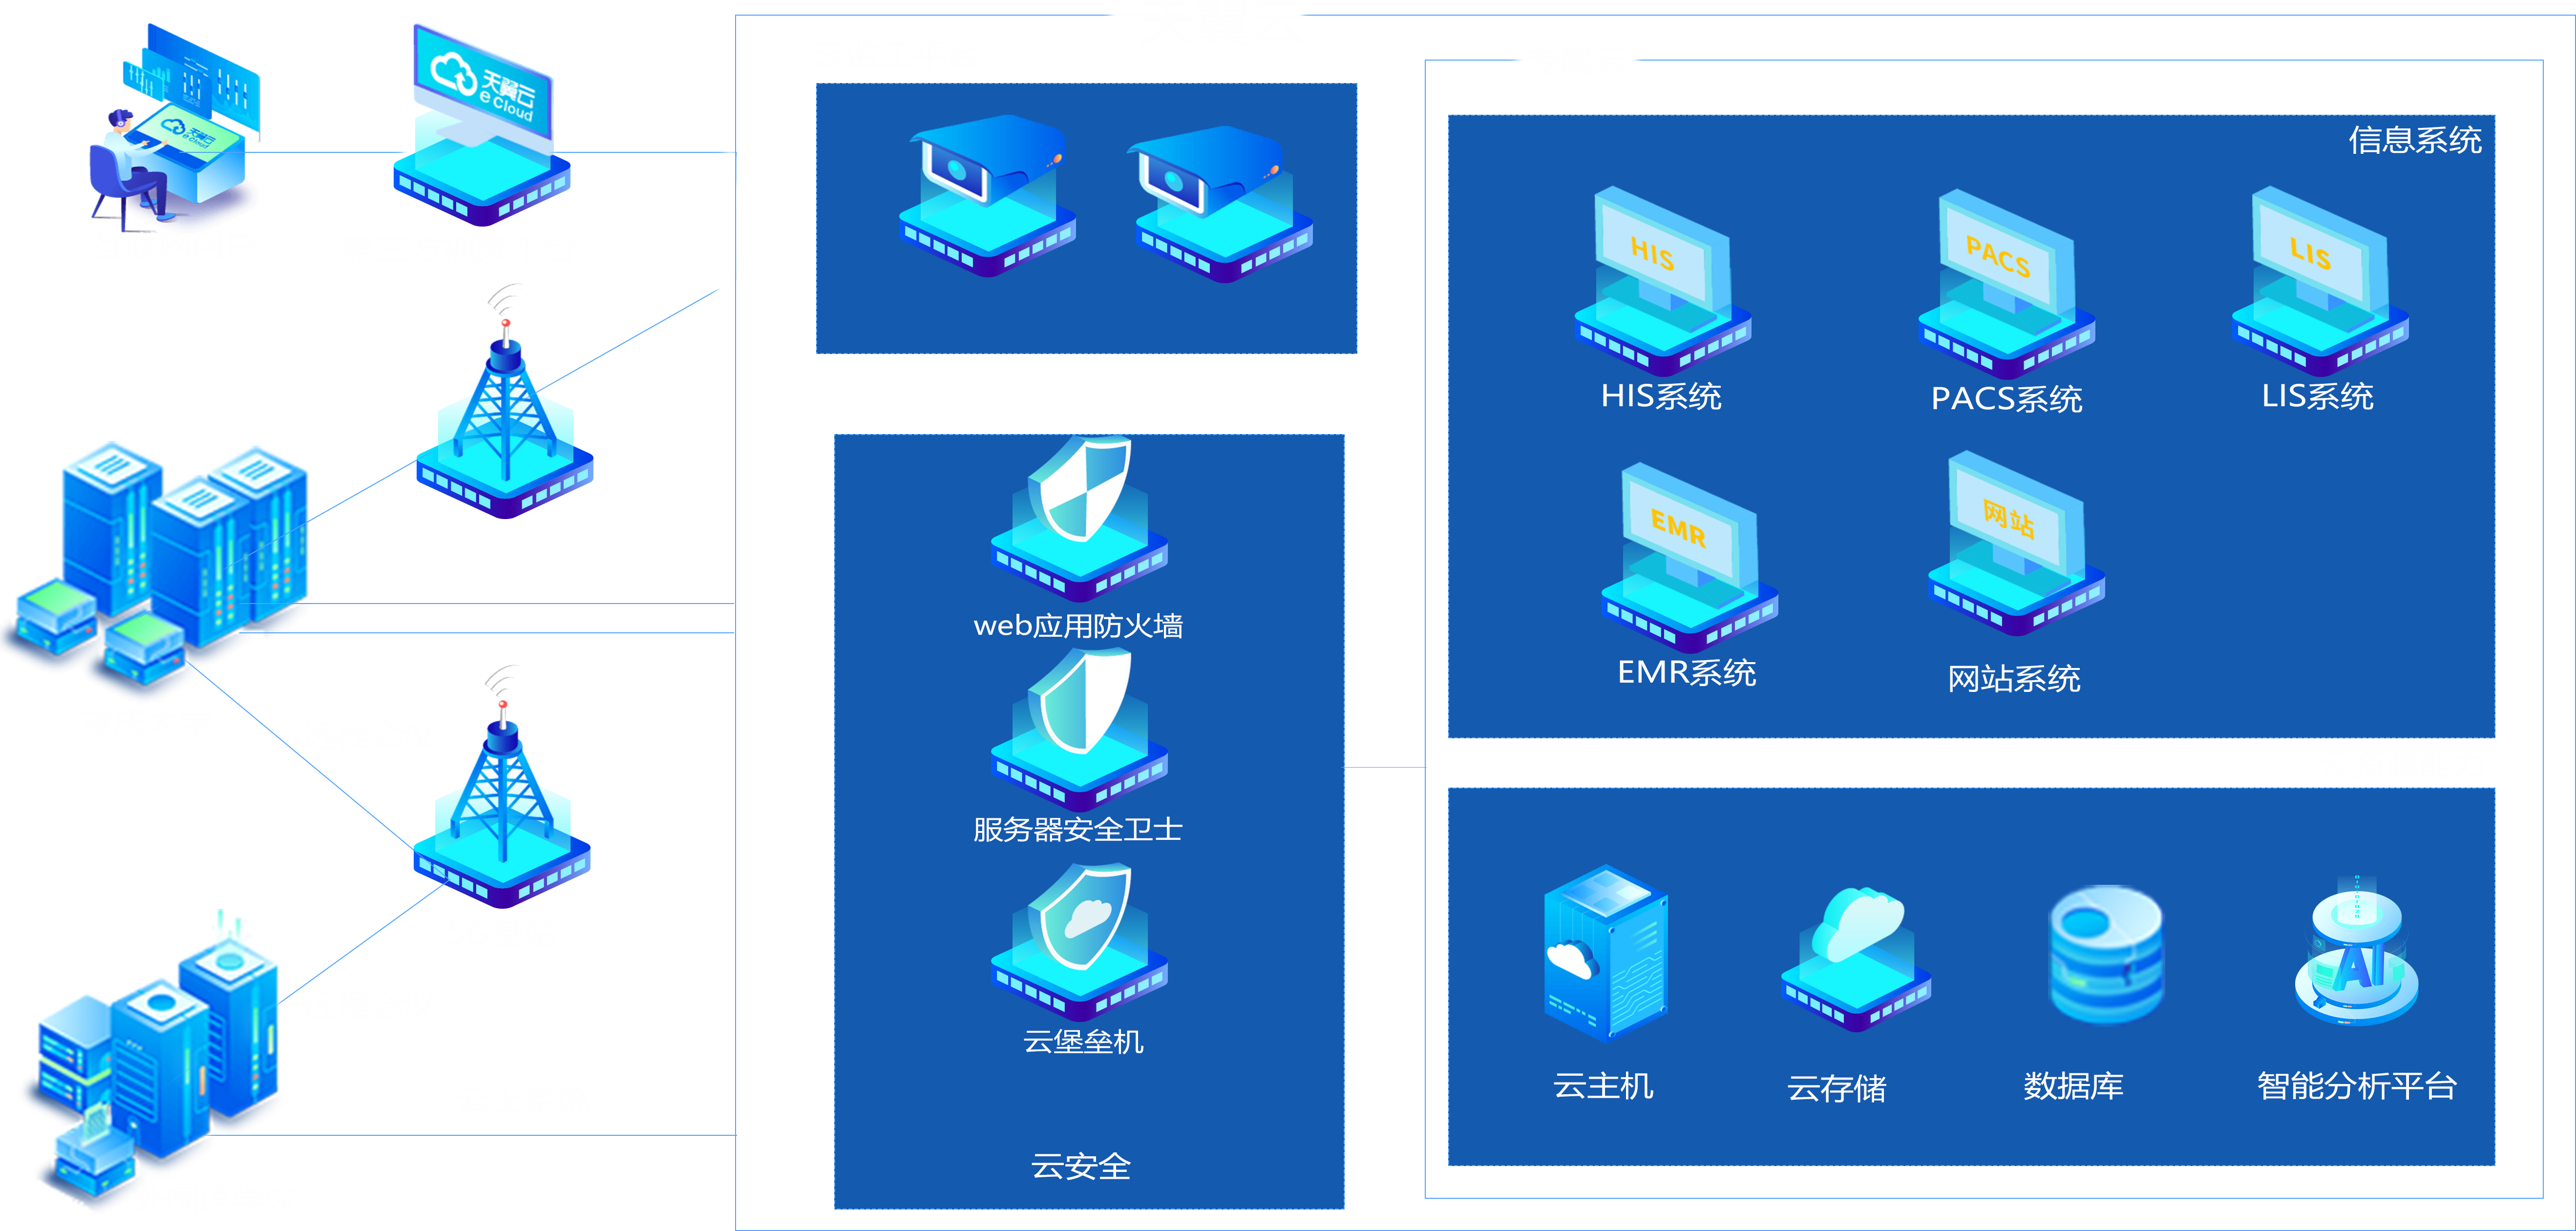 天翼云
e Cloud
天翼云
e Cloud
信息系统
HIS
PACS
LIS
HIS系统
PACS系统
LIS系统
EMR
网站
EMR系统
网站系统
web应用防火墙
服务器安全卫士
云堡垒机
云安全
AI
云主机
云存储
数据库
智能分析平台